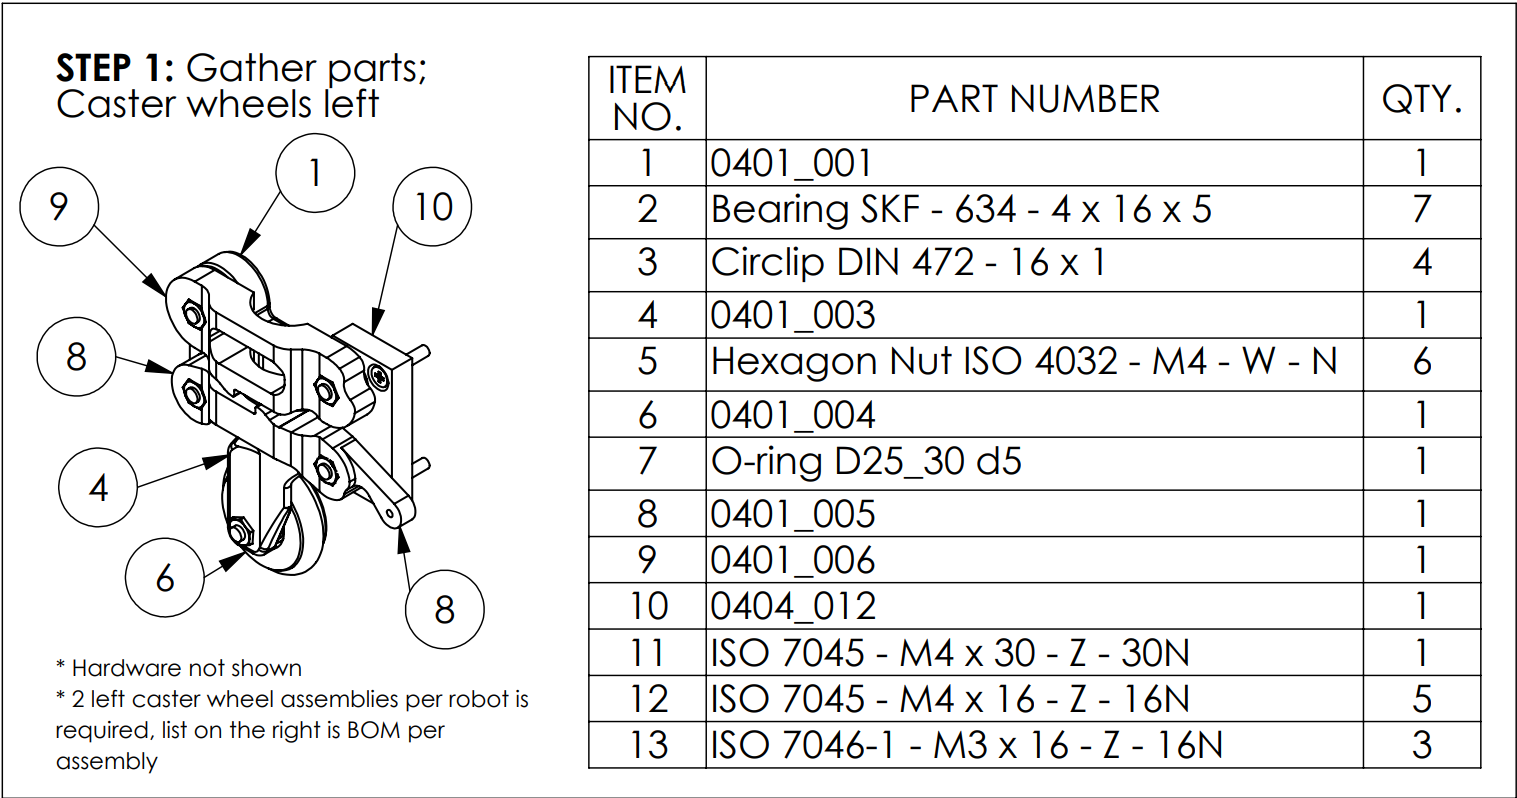 STEP 1: Gather parts;
Caster wheels left
1
9
10
8
4
6
8
* Hardware not shown
* 2 left caster wheel assemblies per robot is
required, list on the right is BOM per
assembly
ITEM NO. PART NUMBER QTY.
1 0401_001 1
2 Bearing SKF - 634 - 4 x 16 x 5 7
3 Circlip DIN 472 - 16 x 1 4
4 0401_003 1
5 Hexagon Nut ISO 4032 - M4 - W - N 6
6 0401_004 1
7 O-ring D25_30 d5 1
8 0401_005 1
9 0401_006 1
10 0404_012 1
11 ISO 7045 - M4 x 30 - Z - 30N 1
12 ISO 7045 - M4 x 16 - Z - 16N 5
13 ISO 7046-1 - M3 x 16 - Z - 16N 3